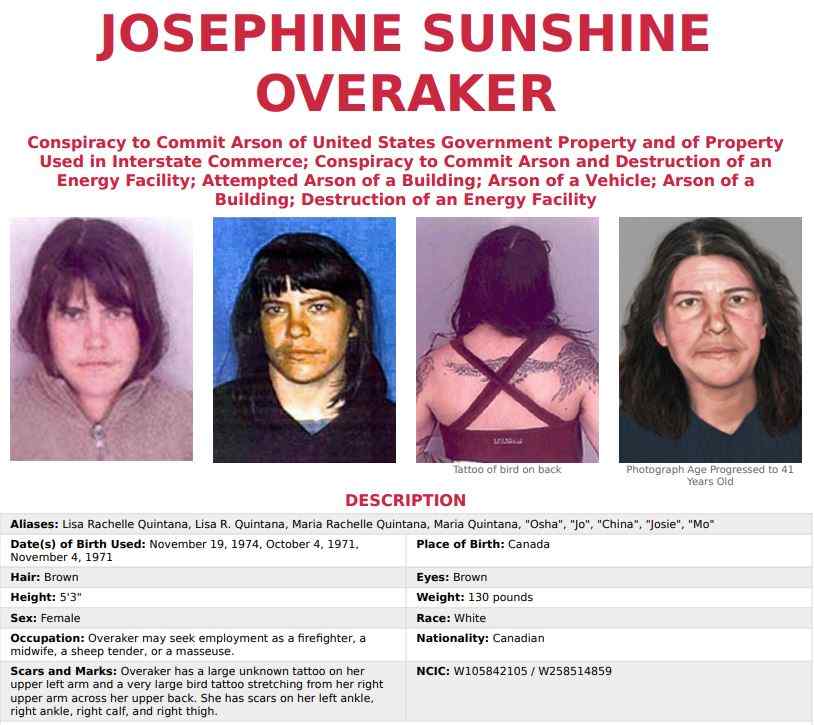 JOSEPHINE SUNSHINE
OVERAKER
Conspiracy to Commit Arson of United States Government Property and of Property
Used in Interstate Commerce; Conspiracy to Commit Arson and Destruction of an
Energy Facility; Attempted Arson of a Building; Arson of a Vehicle; Arson of a
Building; Destruction of an Energy Facility
Tattoo of bird on back
Photograph Age Progressed to 41
Years Old
DESCRIPTION
Aliases: Lisa Rachelle Quintana, Lisa R. Quintana, Maria Rachelle Quintana, Maria Quintana, "Osha", "Jo", "China", "Josie", "Mo"
Date(s) of Birth Used: November 19, 1974, October 4, 1971,
November 4, 1971
Place of Birth: Canada
Hair: Brown
Eyes: Brown
Height: 5'3"
Weight: 130 pounds
Sex: Female
Race: White
Occupation: Overaker may seek employment as a firefighter, a
midwife, a sheep tender, or a masseuse.
Nationality: Canadian
Scars and Marks: Overaker has a large unknown tattoo on her
upper left arm and a very large bird tattoo stretching from her right
upper arm across her upper back. She has scars on her left ankle,
right ankle, right calf, and right thigh.
NCIC: W105842105 / W258514859